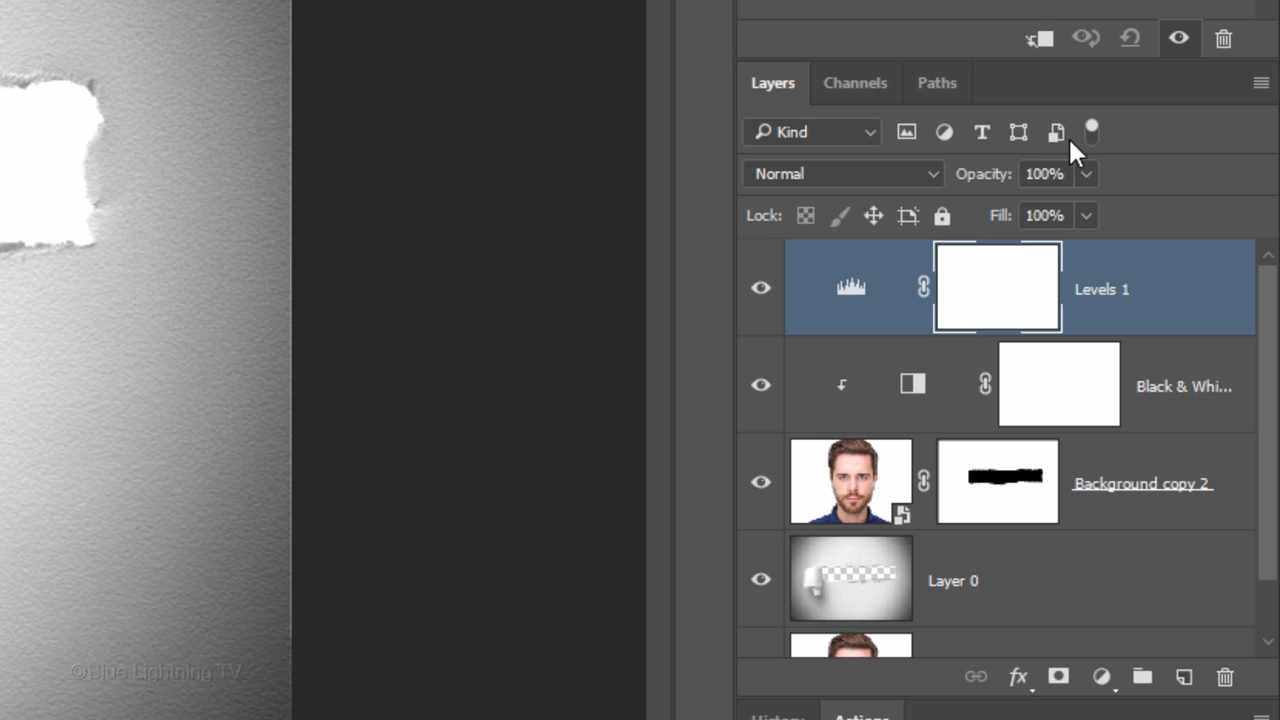 Layers Channels Paths
Kind
Normal Opacity: 100%
Lock: Fill: 100%
Levels 1
Black & Whi...
Background copy 2
Layer 0
©Blue Lightning TV
fx
History Actions